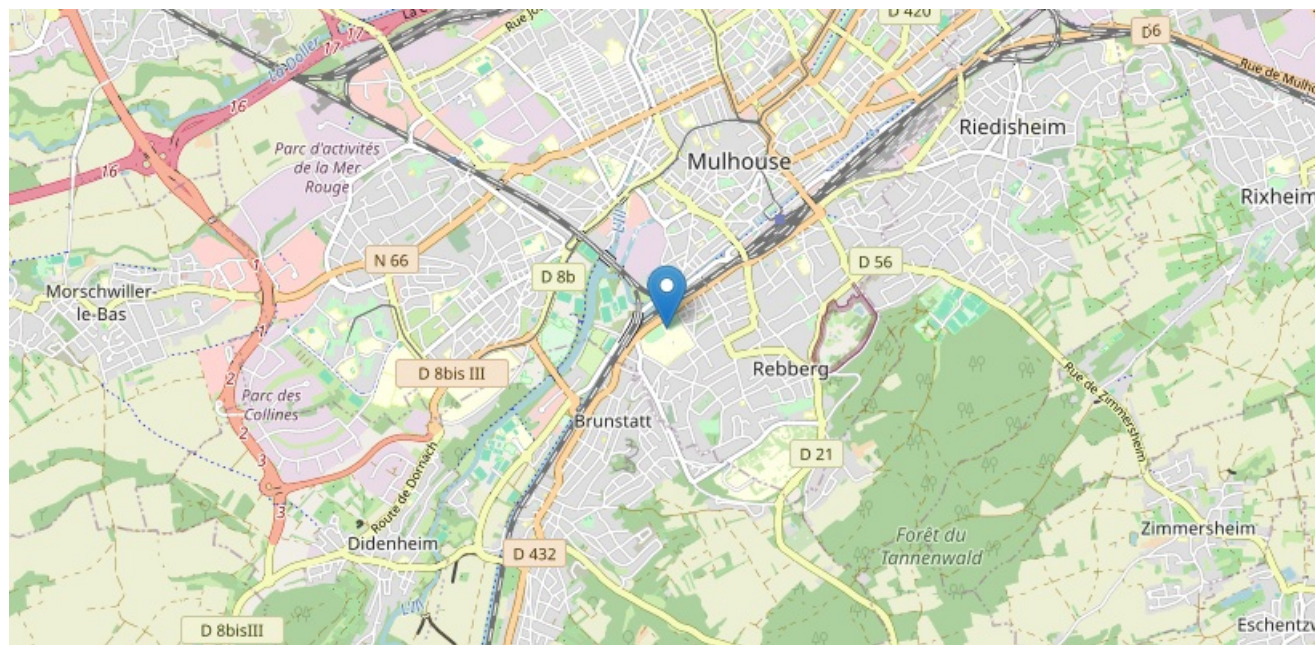 La Doller
17
17
Rue
D 420
D6
Rue de
16
Parc d'activités
de la Mer
Rouge
16
Riedisheim
Mulhouse
Rixheim
1
N 66
D 8b
L'Ill
D 56
Morschwiller-
le-Bas
1
2
D 8bis III
Rebberg
Rue de Zimmersheim
Parc des
Collines
2
Brunstatt
3
D 21
Route de Dornach
3
Didenheim
D 432
Forêt du
Tannenwald
Zimmersheim
L'Ill
D 8bisIII